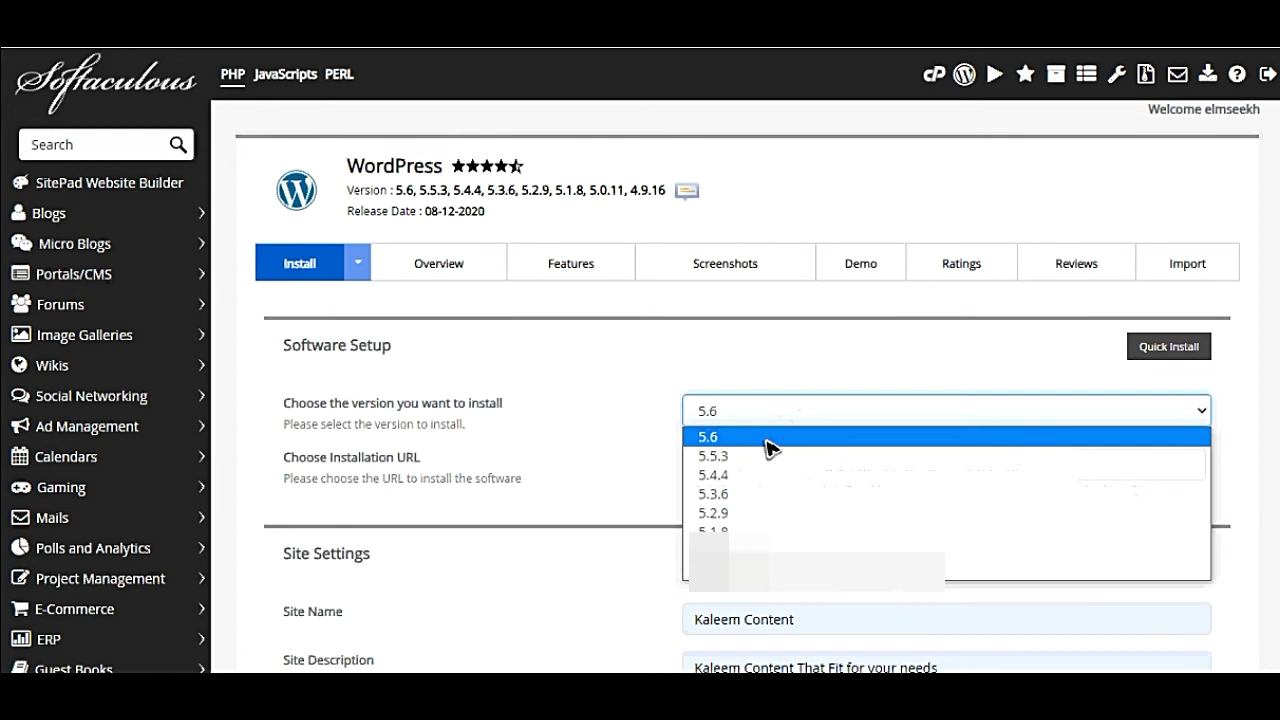 Softaculous
PHP JavaScripts PERL
Welcome elmseekh
Search
SitePad Website Builder
Blogs
Micro Blogs
Portals/CMS
Forums
Image Galleries
Wikis
Social Networking
Ad Management
Calendars
Gaming
Mails
Polls and Analytics
Project Management
E-Commerce
ERP
Guest Books
WordPress
Version : 5.6, 5.5.3, 5.4.4, 5.3.6, 5.2.9, 5.1.8, 5.0.11, 4.9.16
Release Date : 08-12-2020
Install Overview Features Screenshots Demo Ratings Reviews Import
Software Setup
Quick Install
Choose the version you want to install
Please select the version to install.
5.6
5.6
5.5.3
5.4.4
5.3.6
5.2.9
5.1.8
Choose Installation URL
Please choose the URL to install the software
Site Settings
Site Name
Kaleem Content
Site Description
Kaleem Content That Fit for your needs